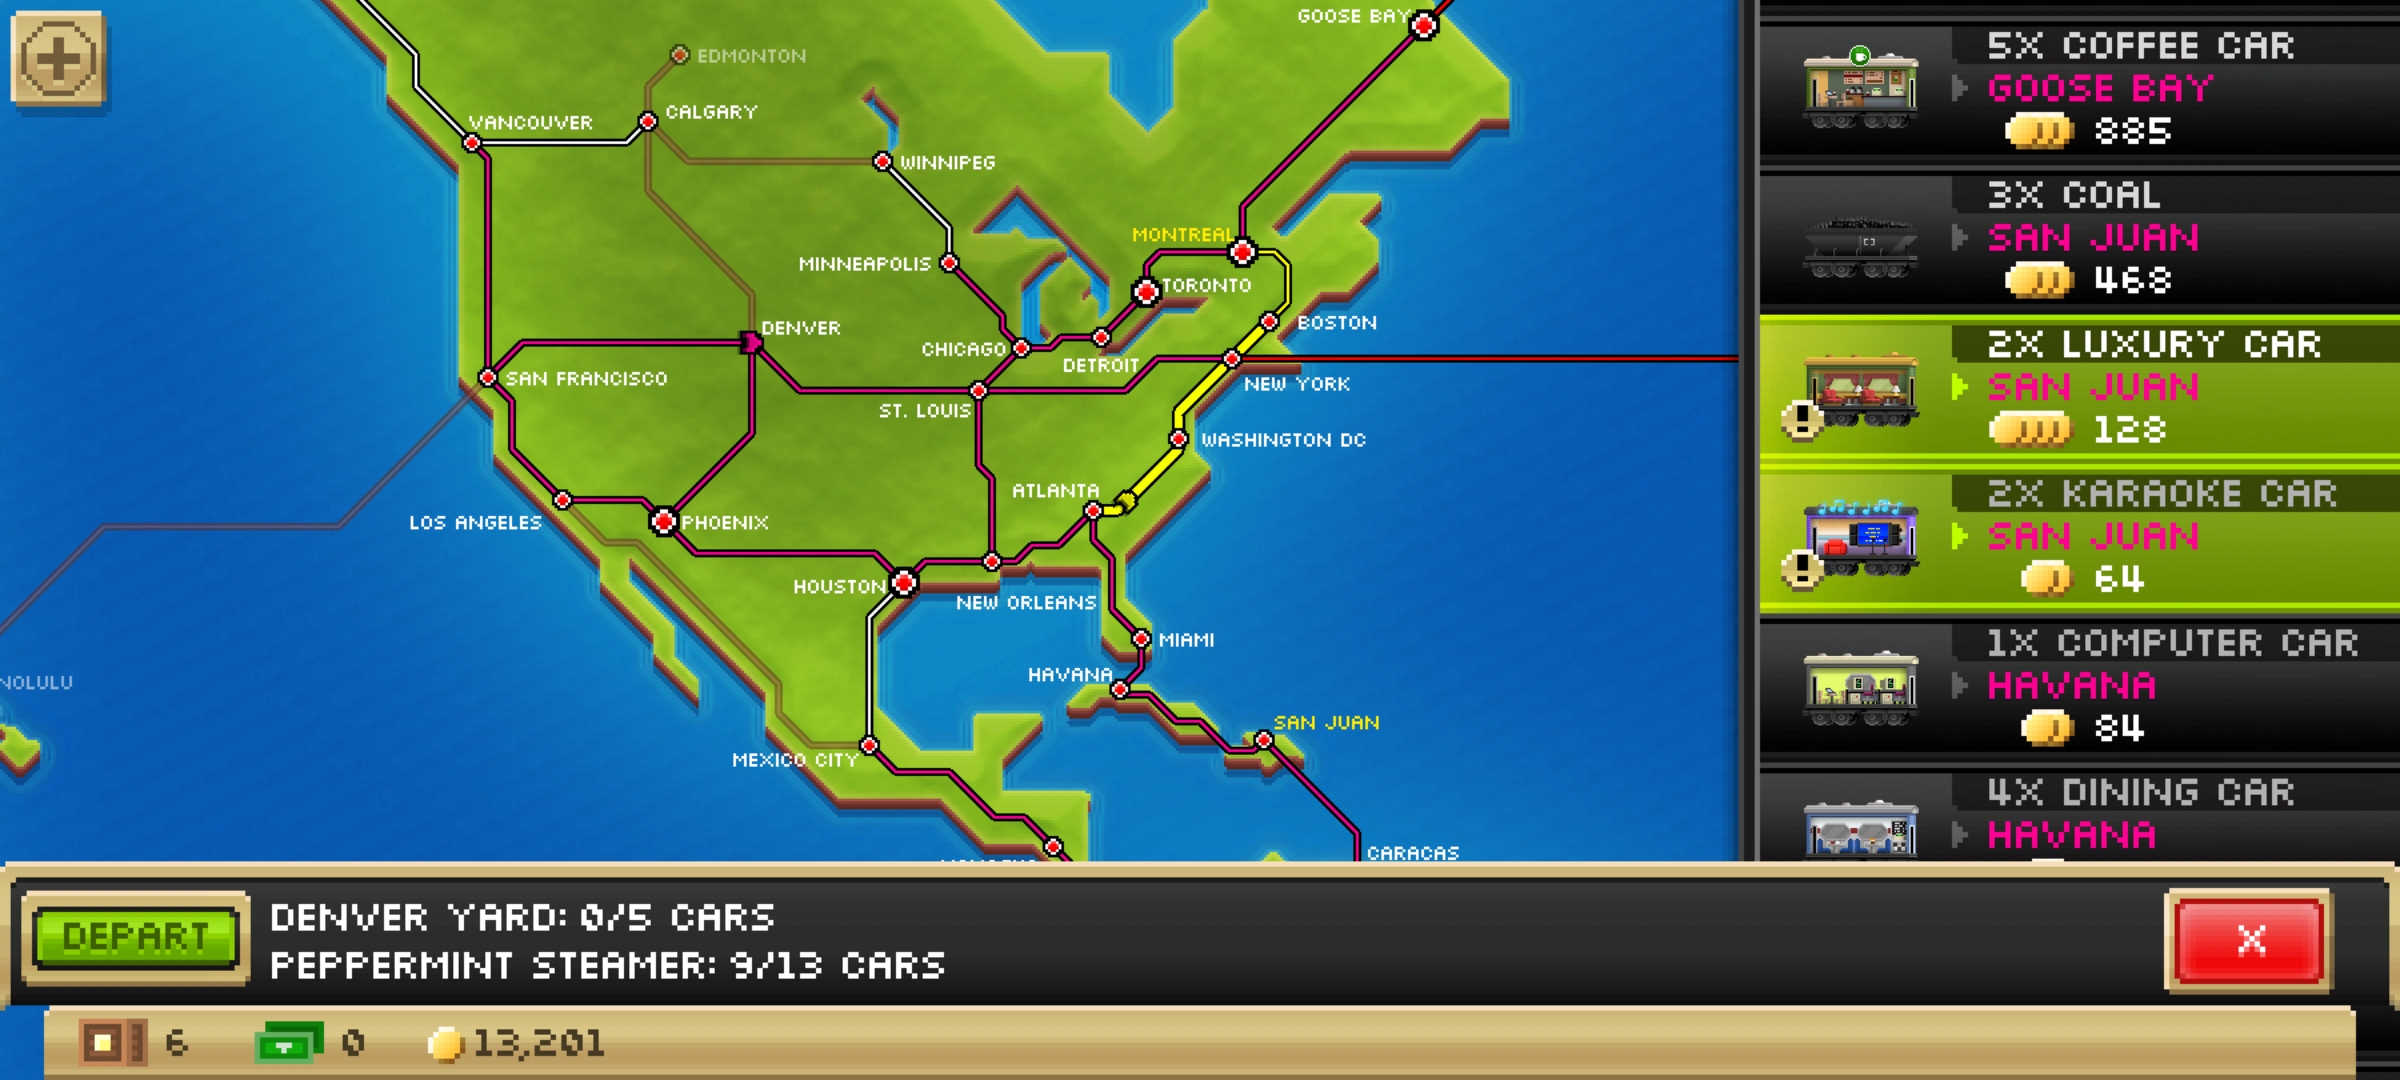 GOOSE BAY
EDMONTON
CALGARY
VANCOUVER
WINNIPEG
MONTREAL
MINNEAPOLIS
TORONTO
DENVER
BOSTON
CHICAGO
DETROIT
SAN FRANCISCO
NEW YORK
ST. LOUIS
WASHINGTON DC
ATLANTA
LOS ANGELES
PHOENIX
HOUSTON
NEW ORLEANS
MIAMI
HAVANA
NOLULU
SAN JUAN
MEXICO CITY
CARACAS
5X COFFEE CAR
GOOSE BAY
885
3X COAL
SAN JUAN
468
2X LUXURY CAR
SAN JUAN
128
2X KARAOKE CAR
SAN JUAN
64
1X COMPUTER CAR
HAVANA
84
4X DINING CAR
HAVANA
DEPART
DENVER YARD: 0/5 CARS
PEPPERMINT STEAMER: 9/13 CARS
X
6
0
13,201